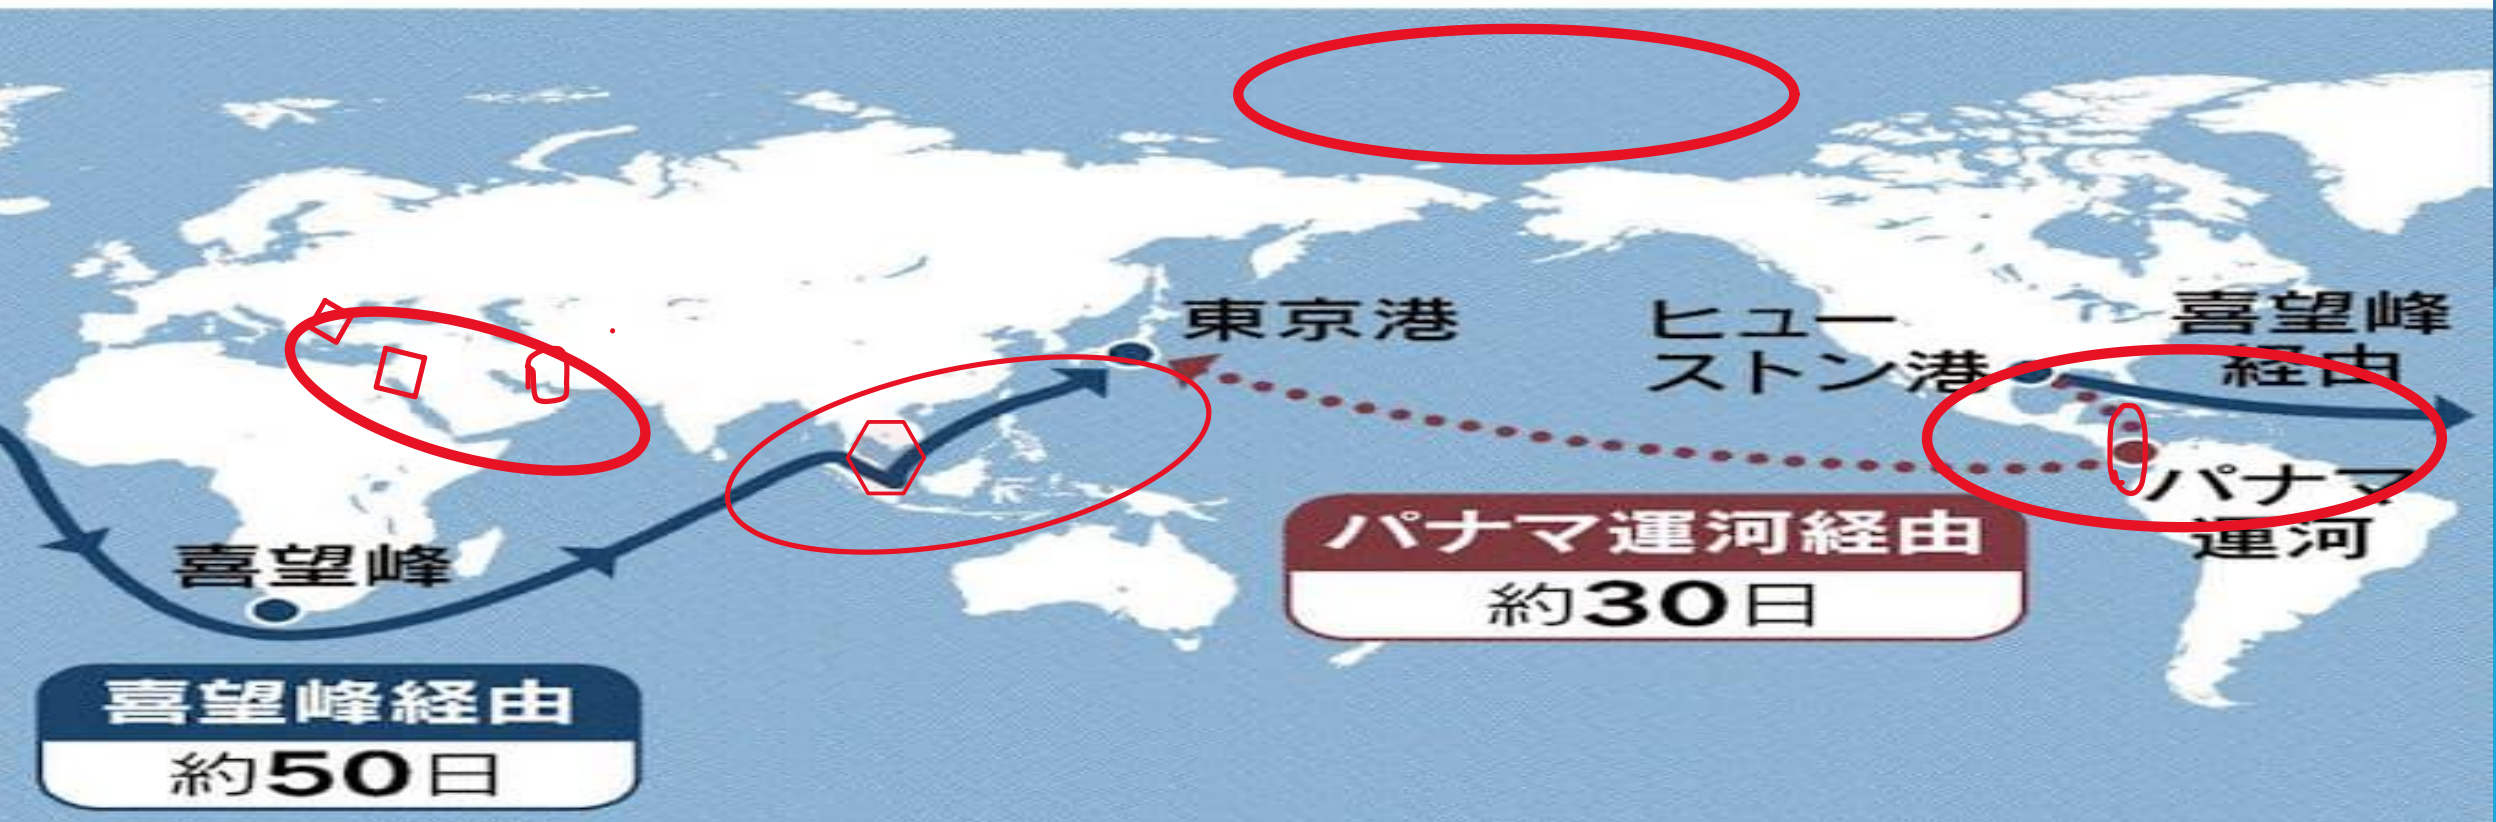 東京港
ヒュー
ストン港
喜望峰
経由
パナマ
運河
パナマ運河経由
約30日
喜望峰
喜望峰経由
約50日